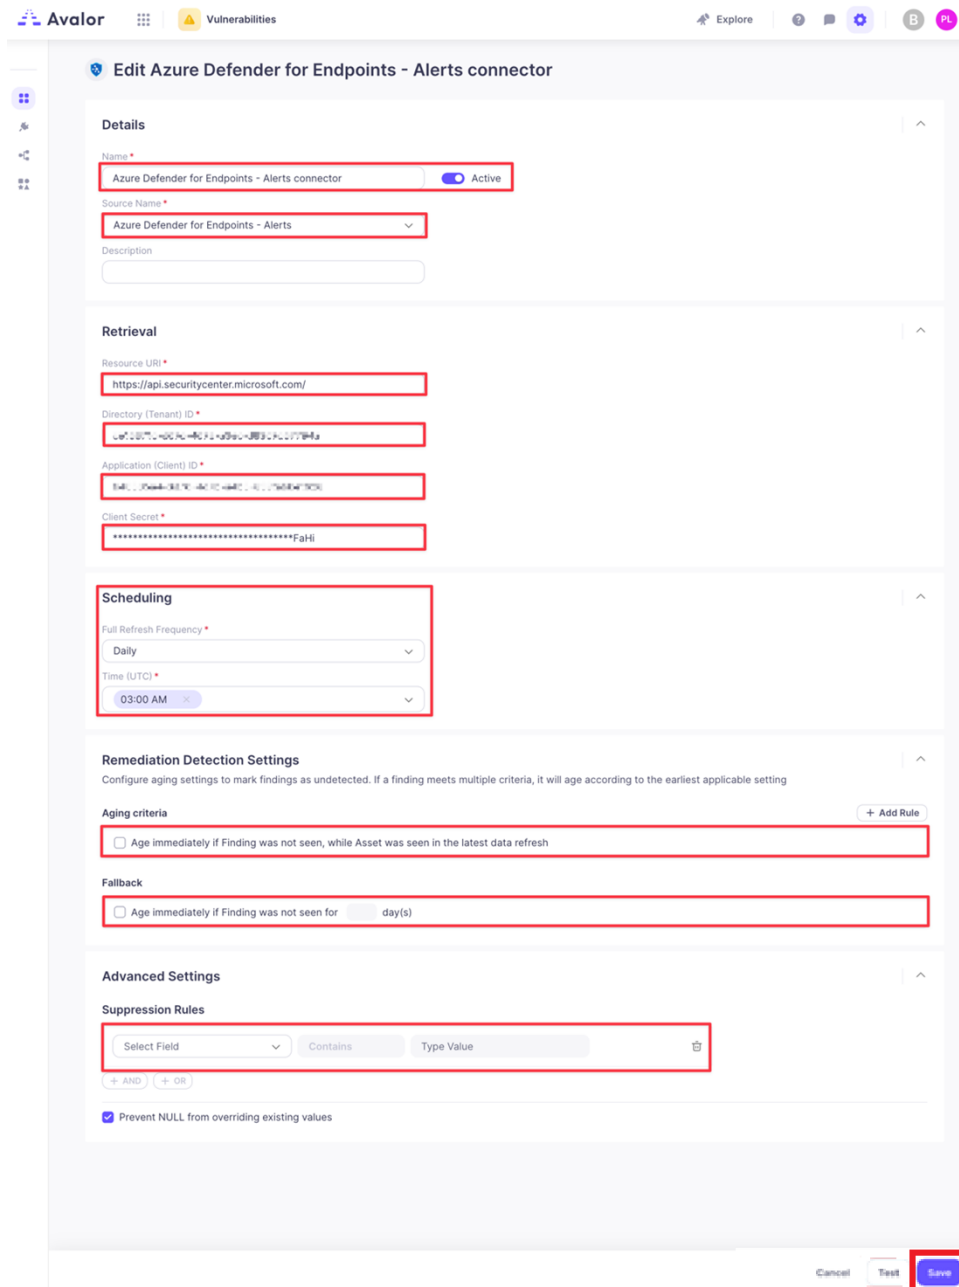 Avalor
Vulnerabilities
Explore
B
PL
Edit Azure Defender for Endpoints - Alerts connector
Details
Name *
Azure Defender for Endpoints - Alerts connector
Active
Source Name *
Azure Defender for Endpoints - Alerts
Description
Retrieval
Resource URI *
https://api.securitycenter.microsoft.com/
Directory (Tenant) ID *
Application (Client) ID *
Client Secret *
************************************FaHi
Scheduling
Full Refresh Frequency *
Daily
Time (UTC) *
03:00 AM
Remediation Detection Settings
Configure aging settings to mark findings as undetected. If a finding meets multiple criteria, it will age according to the earliest applicable setting
Aging criteria
+ Add Rule
Age immediately if Finding was not seen, while Asset was seen in the latest data refresh
Fallback
Age immediately if Finding was not seen for day(s)
Advanced Settings
Suppression Rules
Select Field Contains Type Value
+ AND + OR
Prevent NULL from overriding existing values
Cancel Test Save